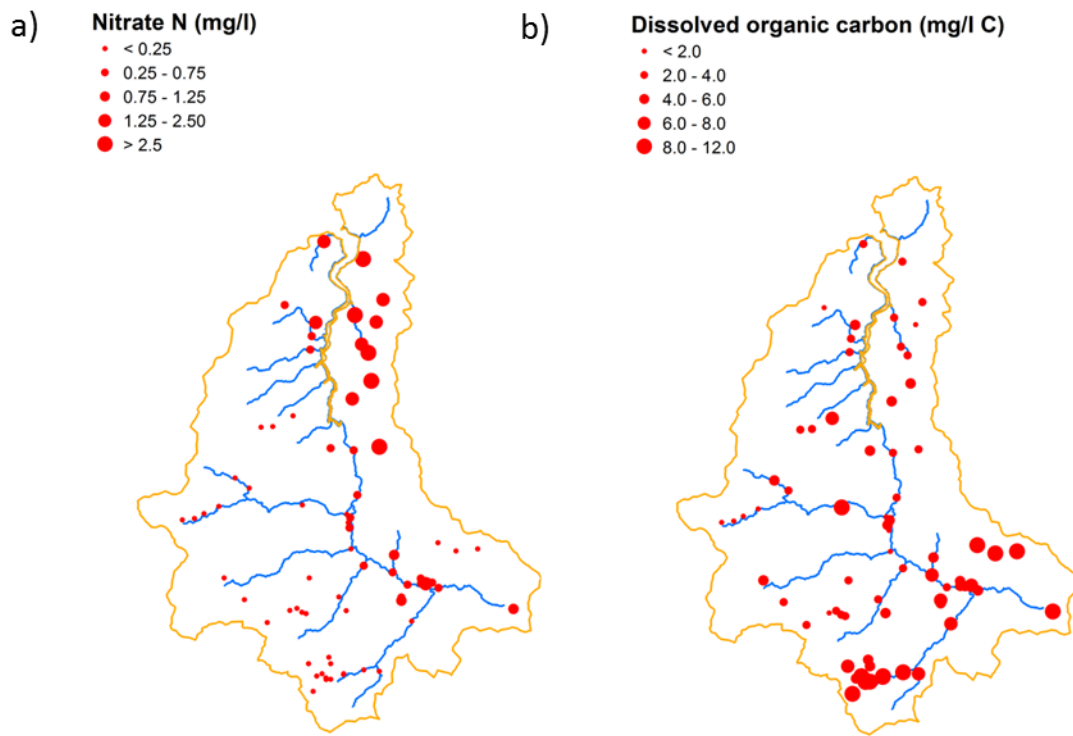 a)
Nitrate N (mg/l)
< 0.25
0.25 - 0.75
0.75 - 1.25
1.25 - 2.50
> 2.5
b)
Dissolved organic carbon (mg/l C)
< 2.0
2.0 - 4.0
4.0 - 6.0
6.0 - 8.0
8.0 - 12.0